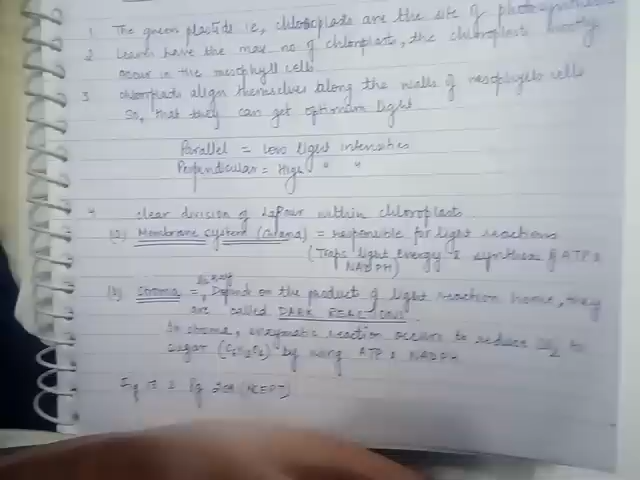 1 The green plastids i.e, chloroplasts are the site of photosynthesis
2 Leaves have the max no of chloroplasts, the chloroplasts mostly
occur in the mesophyll cells
3 chloroplasts align themselves along the walls of mesophyll cells
So, that they can get optimum light
Parallel = low light intensities
Perpendicular = High " "
4 clear division of Labour within chloroplasts
(a) Membrane system (Grana) = responsible for light reactions
(Traps light energy & synthesis of ATP &
NADPH)
(b) Stroma = Depend on the product of light reaction hence, they
are called DARK REACTIONS
In stroma, enzymatic reaction occurs to reduce CO2 to
sugar by using ATP & NADPH
Pg